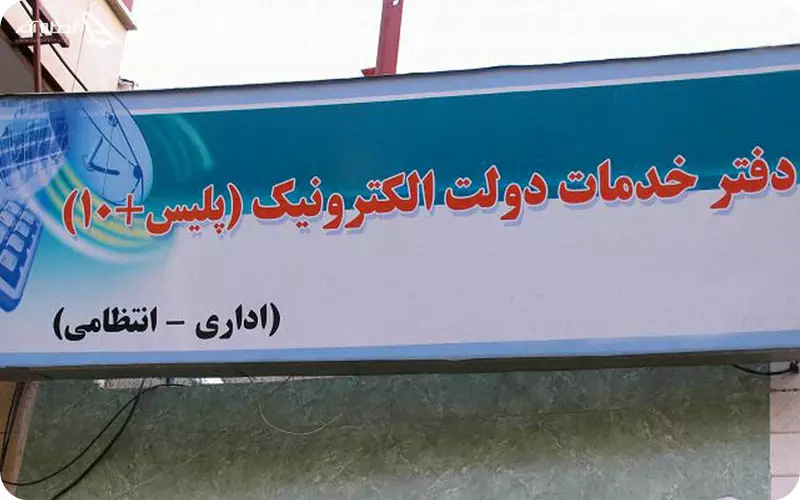 دفتر خدمات دولت الکترونیک (پلیس+۱۰)
(اداری - انتظامی)